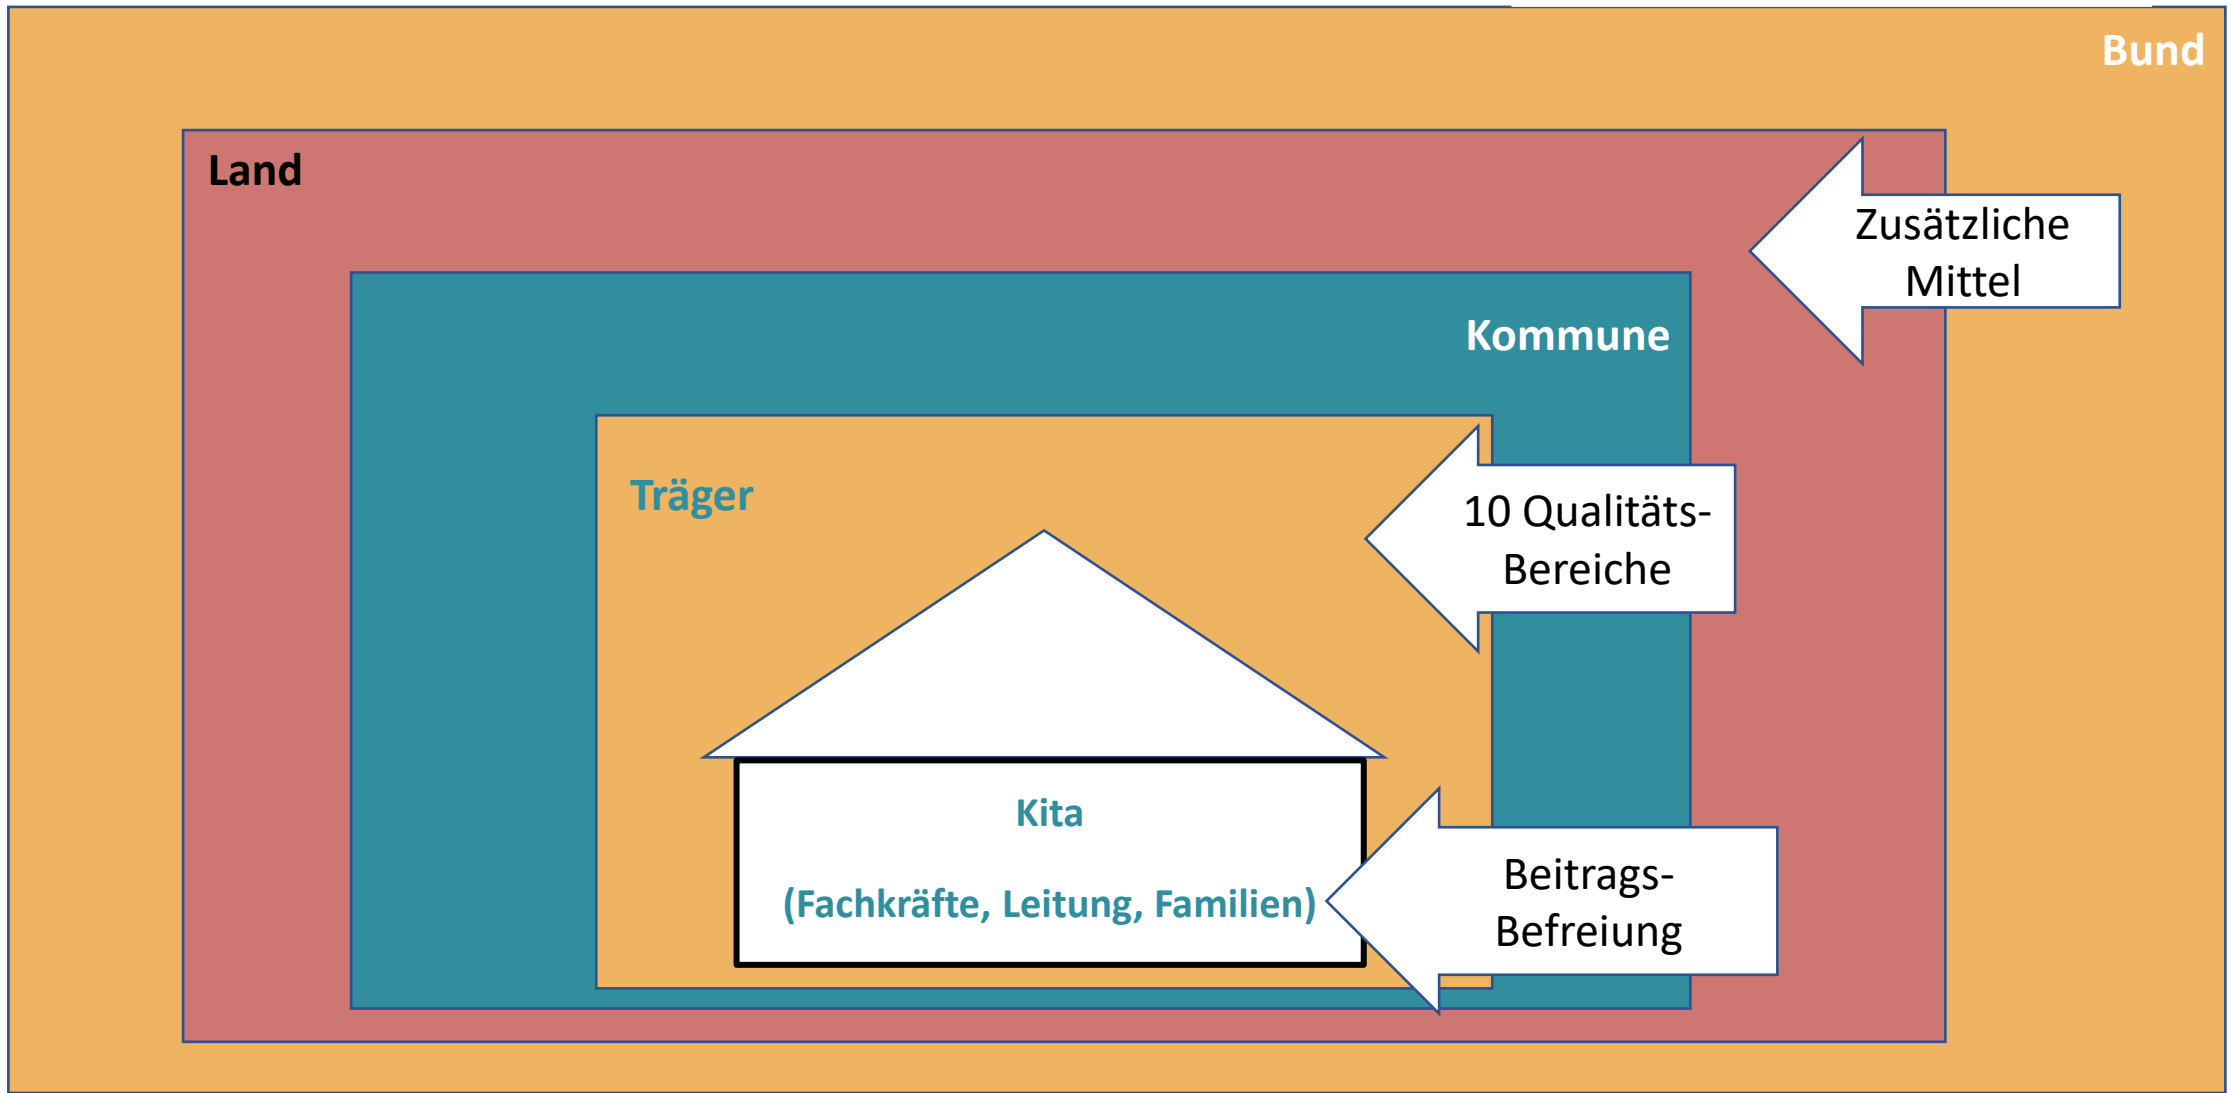 Bund
Land
Zusätzliche
Mittel
Kommune
Träger
10 Qualitäts-
Bereiche
Kita
(Fachkräfte, Leitung, Familien)
Beitrags-
Befreiung